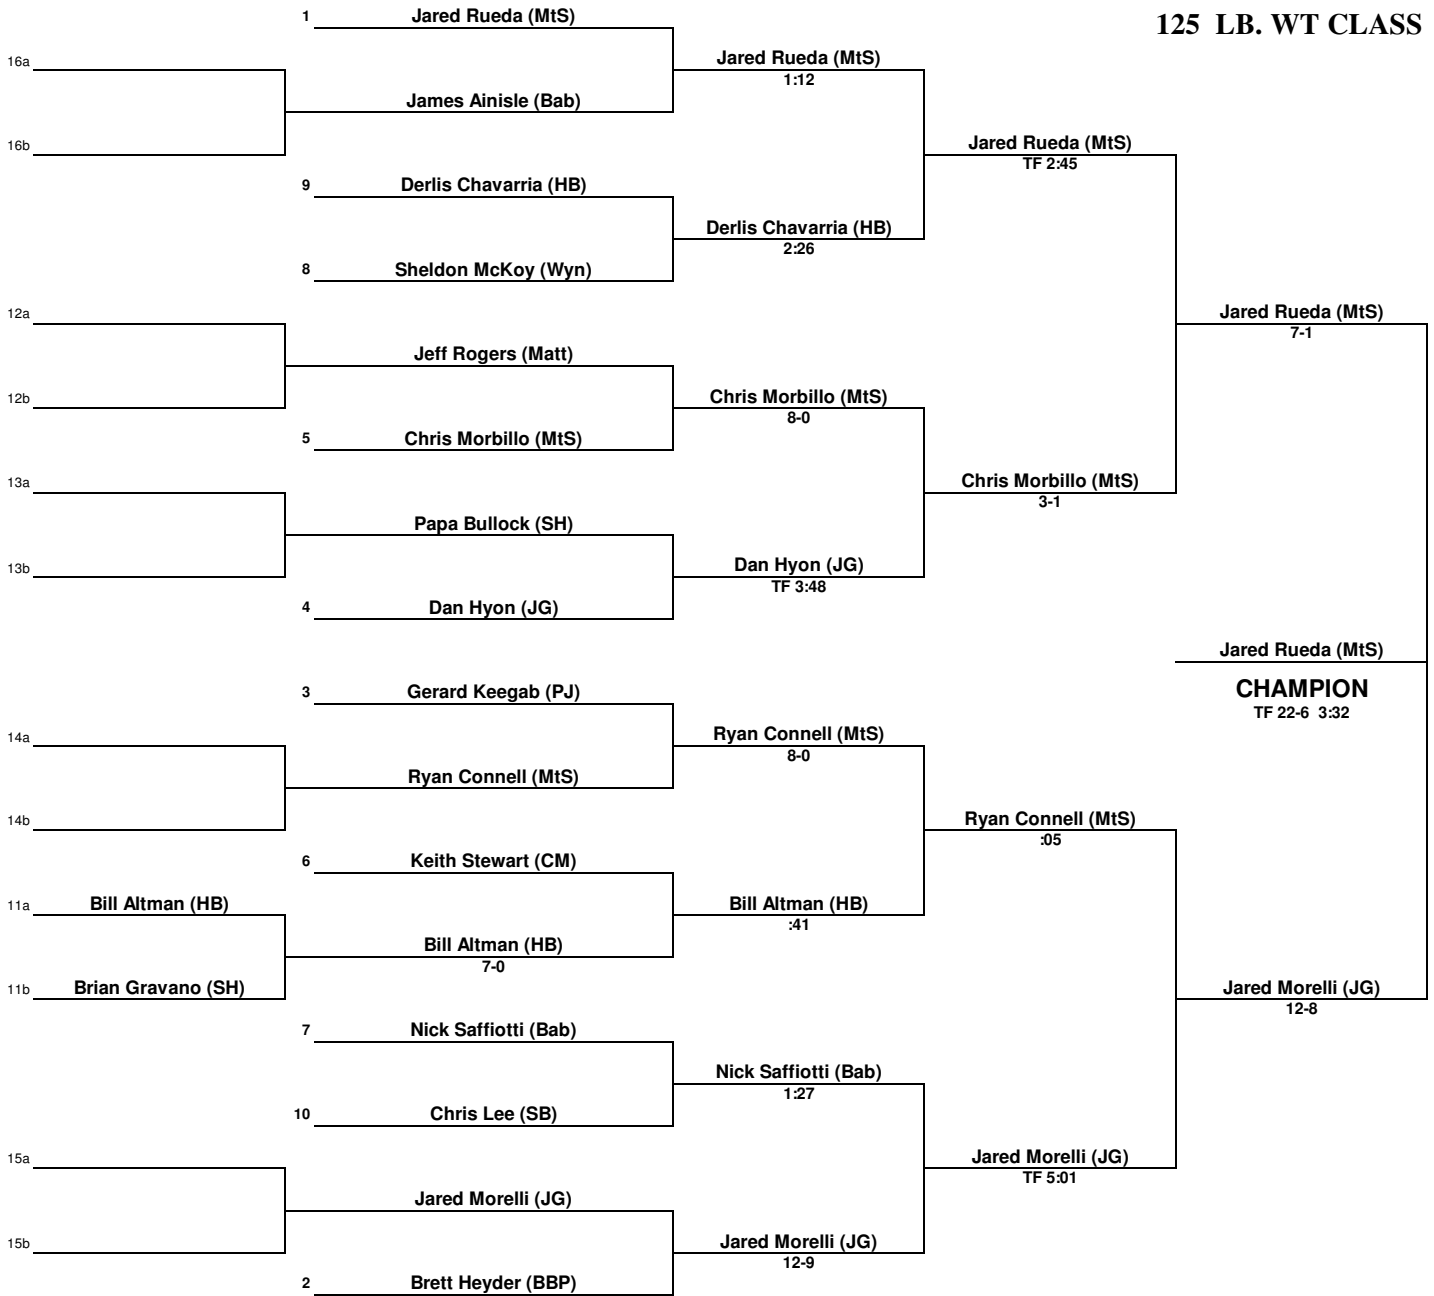 125 LB. WT CLASS
1 Jared Rueda (MtS)
16a
Jared Rueda (MtS)
1:12
James Ainisle (Bab)
16b
Jared Rueda (MtS)
TF 2:45
9 Derlis Chavarria (HB)
Derlis Chavarria (HB)
2:26
8 Sheldon McKoy (Wyn)
12a
Jared Rueda (MtS)
7-1
Jeff Rogers (Matt)
12b
Chris Morbillo (MtS)
8-0
5 Chris Morbillo (MtS)
13a
Chris Morbillo (MtS)
3-1
Papa Bullock (SH)
13b
Dan Hyon (JG)
TF 3:48
4 Dan Hyon (JG)
Jared Rueda (MtS)
CHAMPION
TF 22-6 3:32
3 Gerard Keegab (PJ)
14a
Ryan Connell (MtS)
8-0
Ryan Connell (MtS)
14b
Ryan Connell (MtS)
:05
6 Keith Stewart (CM)
11a Bill Altman (HB)
Bill Altman (HB)
:41
Bill Altman (HB)
7-0
11b Brian Gravano (SH)
Jared Morelli (JG)
12-8
7 Nick Saffiotti (Bab)
Nick Saffiotti (Bab)
1:27
10 Chris Lee (SB)
15a
Jared Morelli (JG)
TF 5:01
Jared Morelli (JG)
15b
Jared Morelli (JG)
12-9
2 Brett Heyder (BBP)